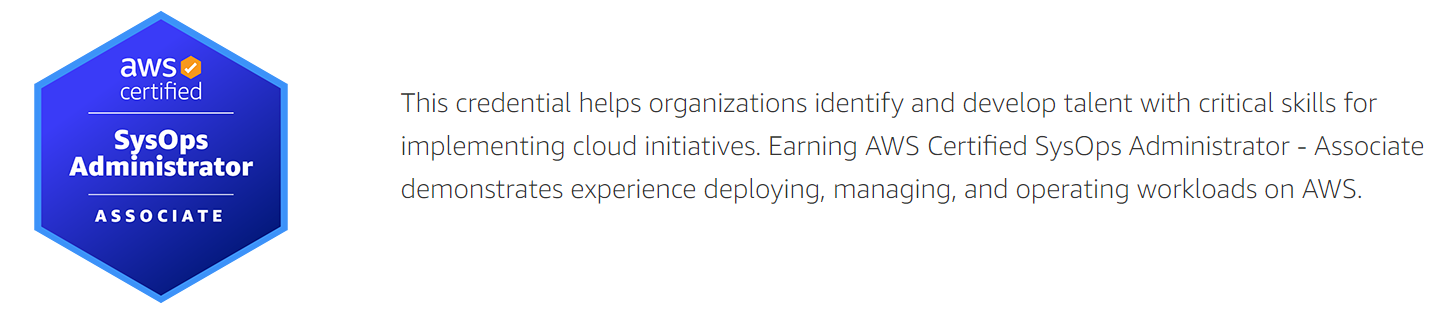 aws
certified
SysOps
Administrator
ASSOCIATE
This credential helps organizations identify and develop talent with critical skills for
implementing cloud initiatives. Earning AWS Certified SysOps Administrator - Associate
demonstrates experience deploying, managing, and operating workloads on AWS.